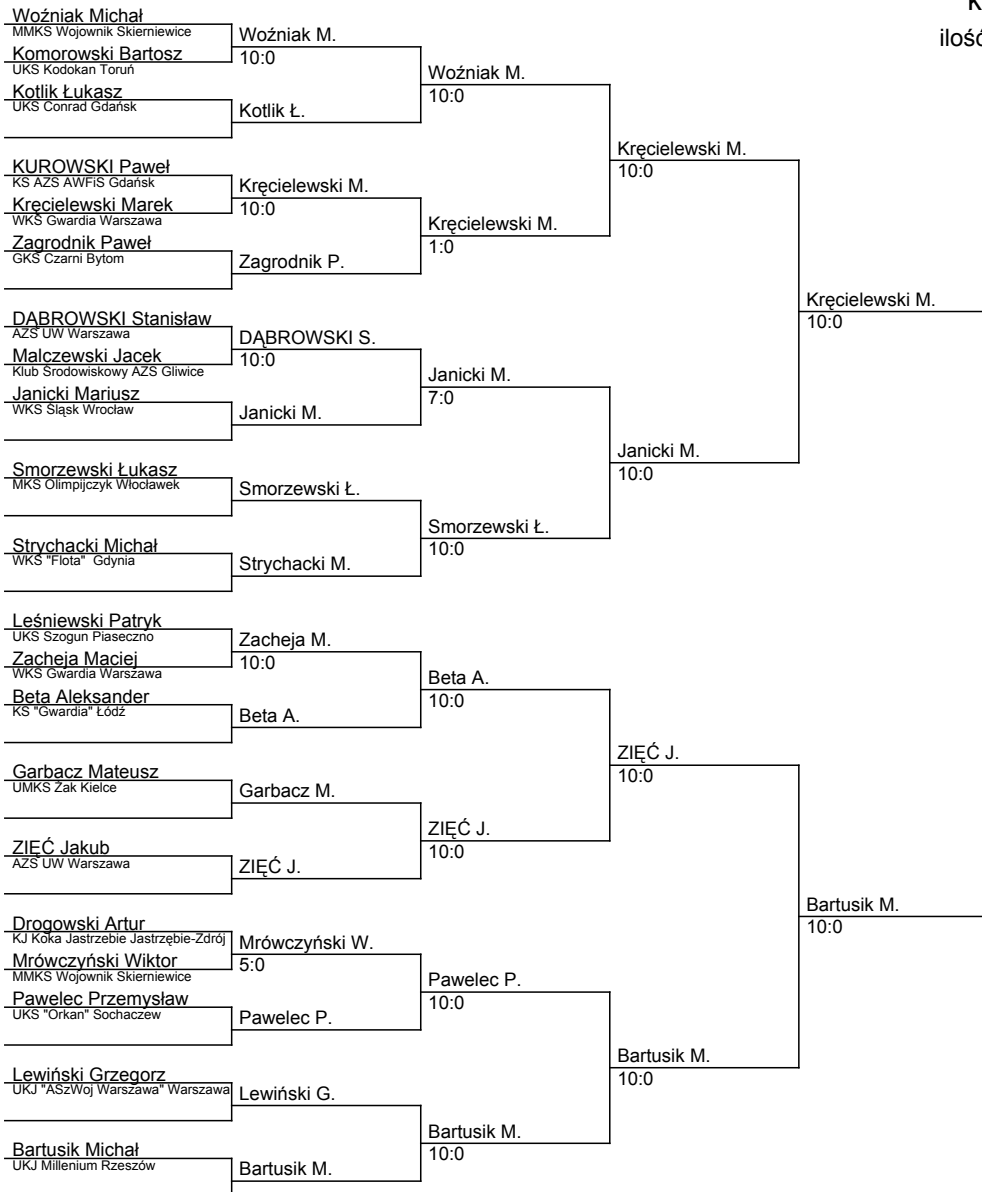 Woźniak Michał
MMKS Wojownik Skierniewice
Komorowski Bartosz
UKS Kodokan Toruń
Kotlik Łukasz
UKS Conrad Gdańsk
KUROWSKI Paweł
KS AZS AWFiS Gdańsk
Kręcielewski Marek
WKS Gwardia Warszawa
Zagrodnik Paweł
GKS Czarni Bytom
DĄBROWSKI Stanisław
AZS UW Warszawa
Malczewski Jacek
Klub Środowiskowy AZS Gliwice
Janicki Mariusz
WKS Śląsk Wrocław
Smorzewski Łukasz
MKS Olimpijczyk Włocławek
Strychacki Michał
WKS "Flota"  Gdynia
Leśniewski Patryk
UKS Szogun Piaseczno
Zacheja Maciej
WKS Gwardia Warszawa
Beta Aleksander
KS "Gwardia" Łódź
Garbacz Mateusz
UMKS Żak Kielce
ZIĘĆ Jakub
AZS UW Warszawa
Drogowski Artur
KJ Koka Jastrzebie Jastrzębie-Zdrój
Mrówczyński Wiktor
MMKS Wojownik Skierniewice
Pawelec Przemysław
UKS "Orkan" Sochaczew
Lewiński Grzegorz
UKJ "ASzWoj Warszawa" Warszawa
Bartusik Michał
UKJ Millenium Rzeszów
Woźniak M.
10:0
Kotlik Ł.
Kręcielewski M.
10:0
Zagrodnik P.
DĄBROWSKI S.
10:0
Janicki M.
Smorzewski Ł.
Strychacki M.
Zacheja M.
10:0
Beta A.
Garbacz M.
ZIĘĆ J.
Mrówczyński W.
5:0
Pawelec P.
Lewiński G.
Bartusik M.
Woźniak M.
10:0
Kręcielewski M.
1:0
Janicki M.
7:0
Smorzewski Ł.
10:0
Beta A.
10:0
ZIĘĆ J.
10:0
Pawelec P.
10:0
Bartusik M.
10:0
Kręcielewski M.
10:0
Janicki M.
10:0
ZIĘĆ J.
10:0
Bartusik M.
10:0
Kręcielewski M.
10:0
Bartusik M.
10:0
ilość